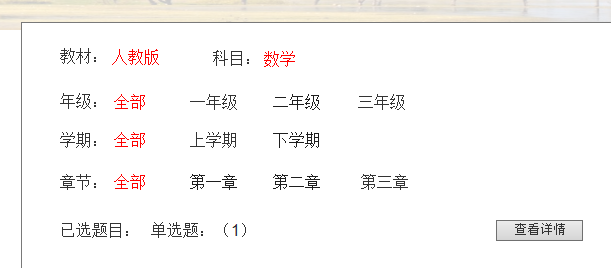 教材： 人教版 科目： 数学
年级： 全部 一年级 二年级 三年级
学期： 全部 上学期 下学期
章节： 全部 第一章 第二章 第三章
已选题目： 单选题：（1） 查看详情